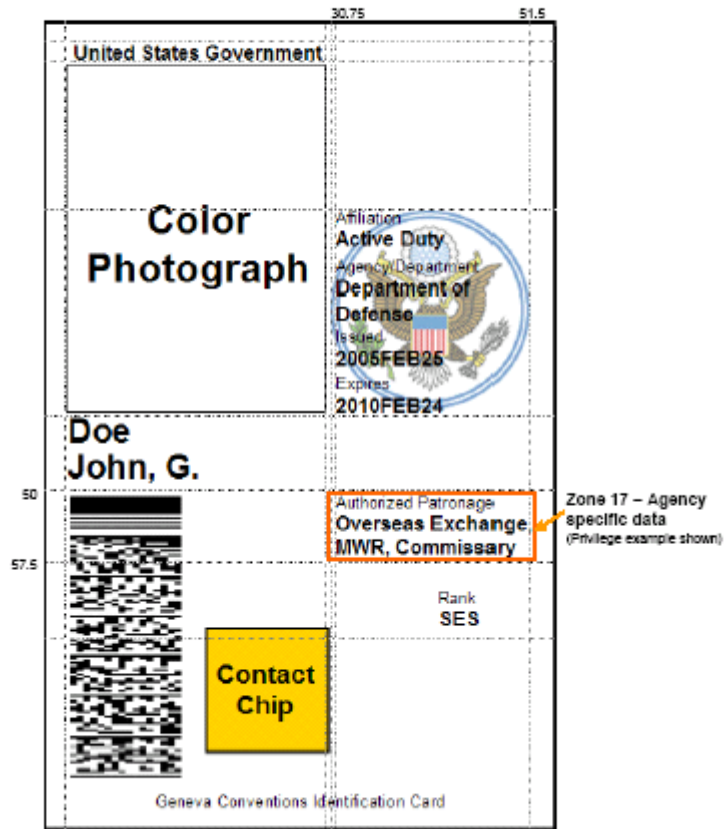 30.75 51.5
United States Government
Color
Photograph
Affiliation
Active Duty
Agency/Department
Department of
Defense
Issued
2005FEB25
Expires
2010FEB24
Doe
John, G.
50
Authorized Patronage
Overseas Exchange,
MWR, Commissary
Zone 17 – Agency
specific data
(Privilege example shown)
57.5
Rank
SES
Contact
Chip
Geneva Conventions Identification Card